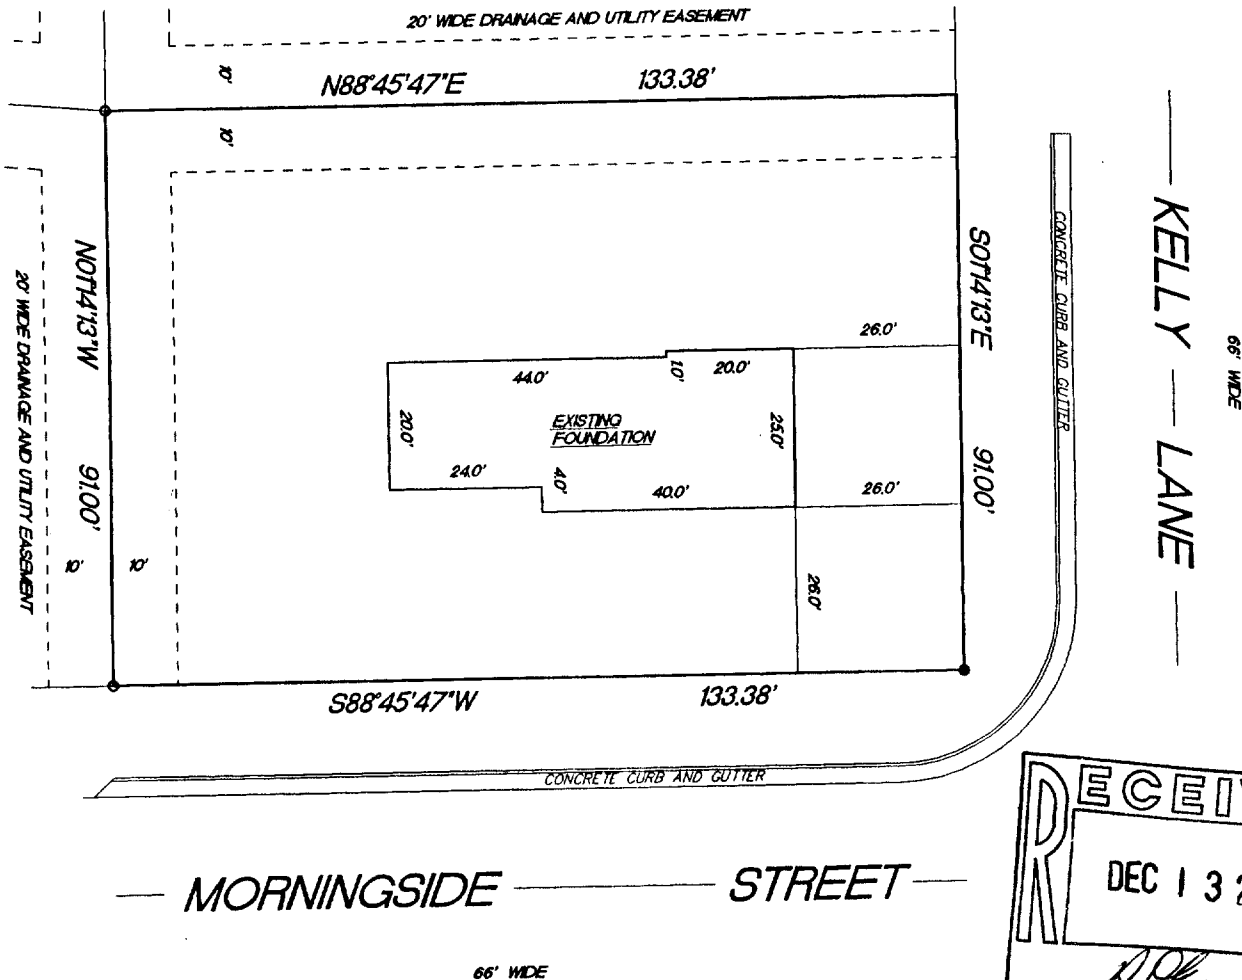 20' WIDE DRAINAGE AND UTILITY EASEMENT
10'
N88°45'47"E 133.38'
10'
N01°14'13"W
91.00'
20' WIDE DRAINAGE AND UTILITY EASEMENT
10'
10'
S01°14'13"E
91.00'
CONCRETE CURB AND GUTTER
KELLY LANE
66' WIDE
26.0'
44.0'
1.0'
20.0'
20.0'
EXISTING
FOUNDATION
25.0'
24.0'
4.0'
40.0'
26.0'
26.0'
S88°45'47"W 133.38'
CONCRETE CURB AND GUTTER
MORNINGSIDE STREET
66' WIDE
RECEI
DEC 13 2